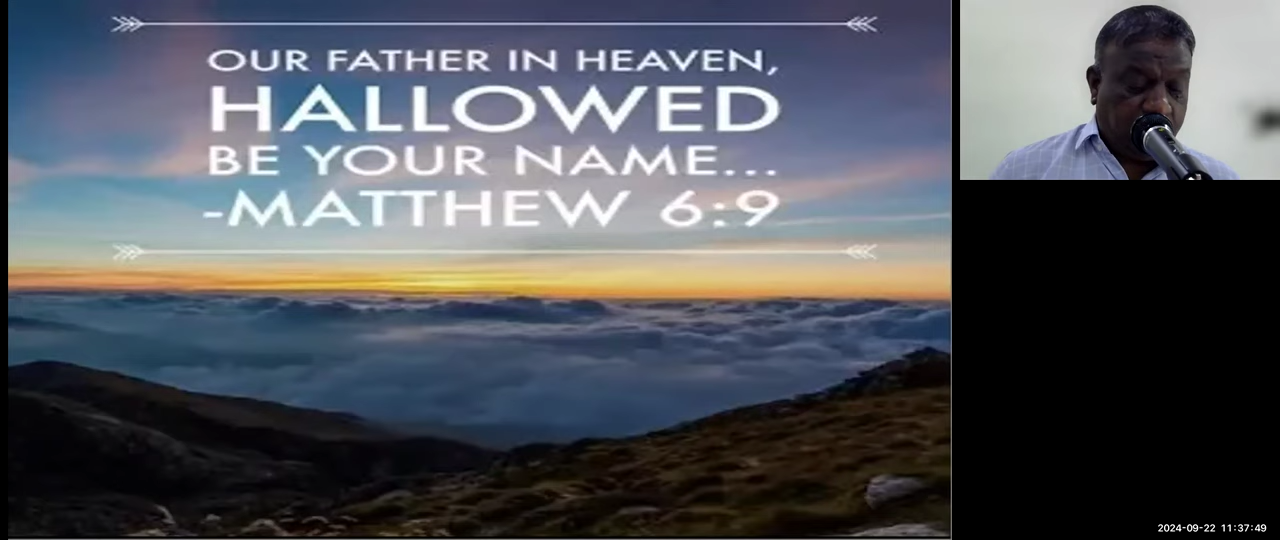 OUR FATHER IN HEAVEN,
HALLOWED
BE YOUR NAME...
-MATTHEW 6:9
2024-09-22 11:37:49